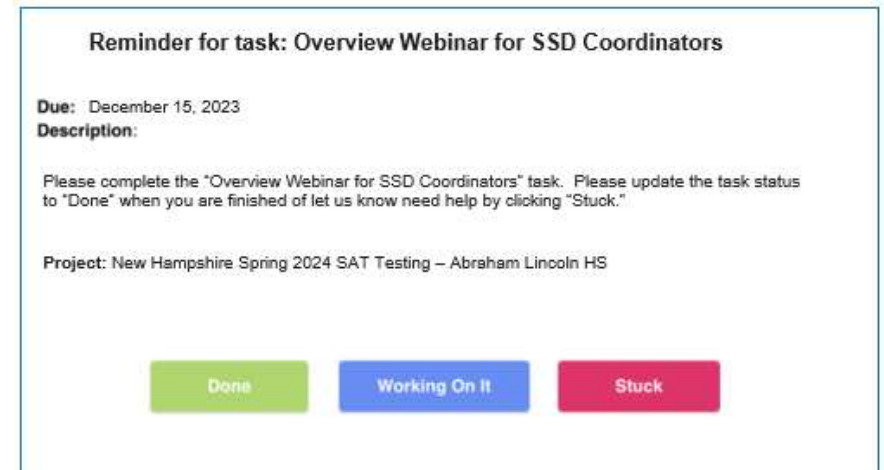 Reminder for task: Overview Webinar for SSD Coordinators
Due: December 15, 2023
Description:
Please complete the "Overview Webinar for SSD Coordinators" task. Please update the task status
to "Done" when you are finished of let us know need help by clicking "Stuck."
Project: New Hampshire Spring 2024 SAT Testing – Abraham Lincoln HS
Done Working On It Stuck